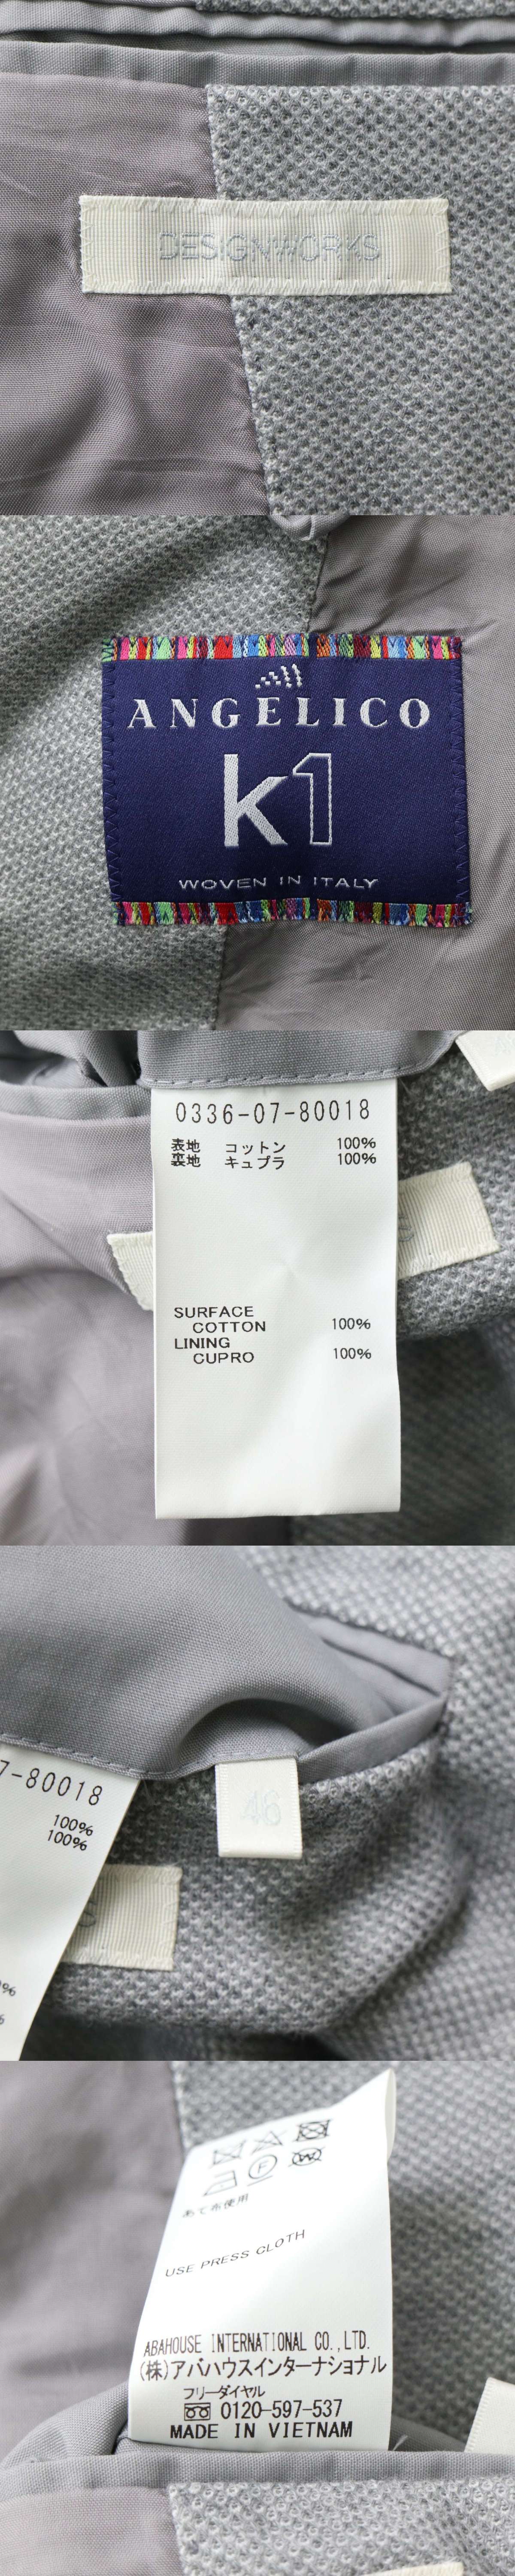 DESIGNWORKS
ANGELICO
k1
WOVEN IN ITALY
0336-07-80018
表地 コットン 100%
裏地 キュプラ 100%
SURFACE
COTTON 100%
LINING
CUPRO 100%
7-80018
100%
100%
46
S
%
%
F
W
あて布使用
USE PRESS CLOTH
ABAHOUSE INTERNATIONAL CO.,LTD.
(株)アバハウスインターナショナル
フリーダイヤル
0120-597-537
MADE IN VIETNAM